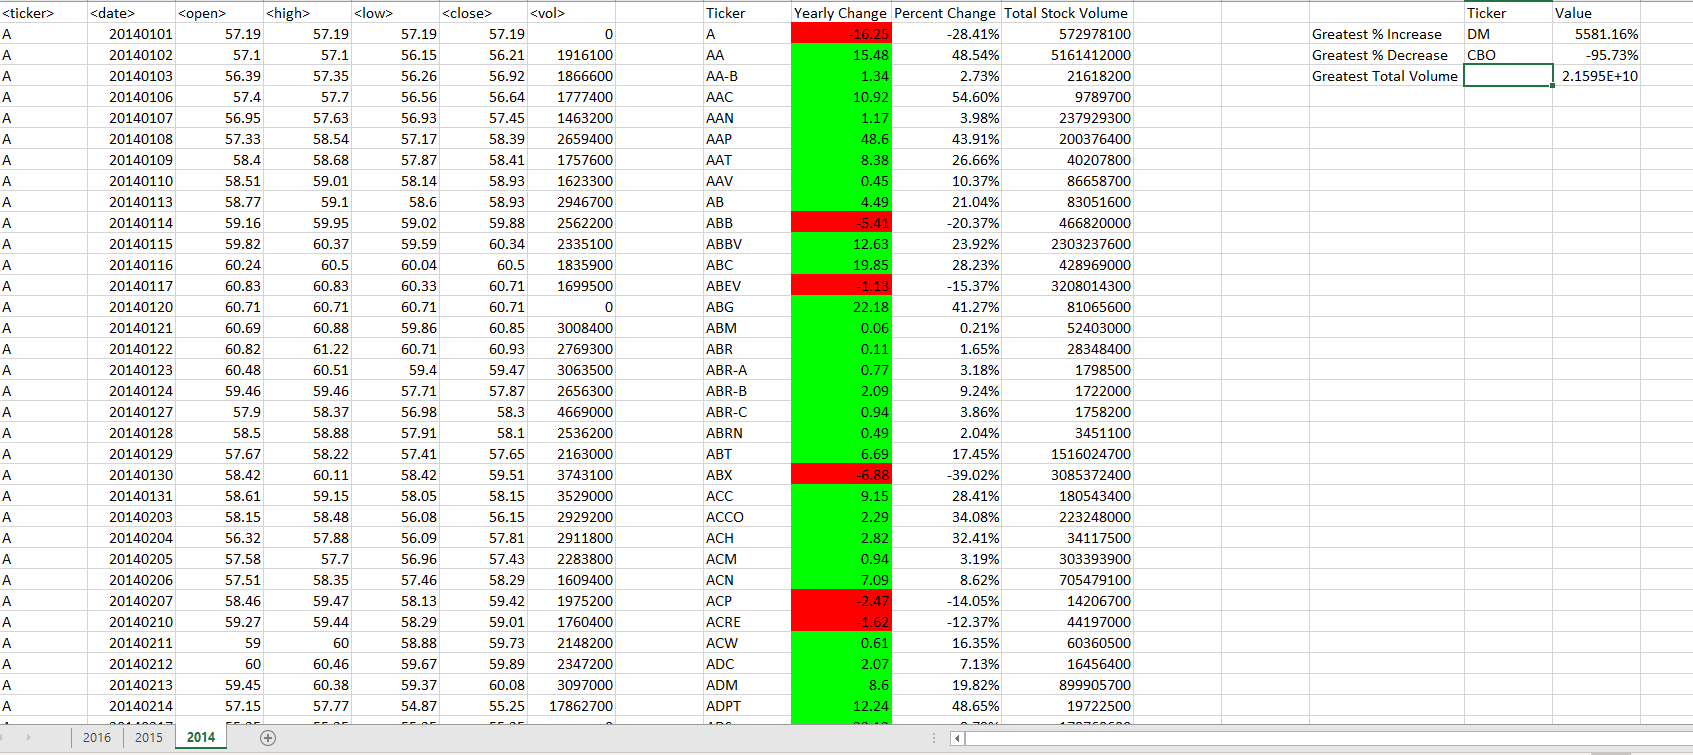 <ticker> <date> <open> <high> <low> <close> <vol> Ticker Yearly Change Percent Change Total Stock Volume Ticker Value
A 20140101 57.19 57.19 57.19 57.19 0 A -16.25 -28.41% 572978100 Greatest % Increase DM 5581.16%
A 20140102 57.1 57.1 56.15 56.21 1916100 AA 15.48 48.54% 5161412000 Greatest % Decrease CBO -95.73%
A 20140103 56.39 57.35 56.26 56.92 1866600 AA-B 1.34 2.73% 21618200 Greatest Total Volume 2.1595E+10
A 20140106 57.4 57.7 56.56 56.64 1777400 AAC 10.92 54.60% 9789700
A 20140107 56.95 57.63 56.93 57.45 1463200 AAN 1.17 3.98% 237929300
A 20140108 57.33 58.54 57.17 58.39 2659400 AAP 48.6 43.91% 200376400
A 20140109 58.4 58.68 57.87 58.41 1757600 AAT 8.38 26.66% 40207800
A 20140110 58.51 59.01 58.14 58.93 1623300 AAV 0.45 10.37% 86658700
A 20140113 58.77 59.1 58.6 58.93 2946700 AB 4.49 21.04% 83051600
A 20140114 59.16 59.95 59.02 59.88 2562200 ABB -5.41 -20.37% 466820000
A 20140115 59.82 60.37 59.59 60.34 2335100 ABBV 12.63 23.92% 2303237600
A 20140116 60.24 60.5 60.04 60.5 1835900 ABC 19.85 28.23% 428969000
A 20140117 60.83 60.83 60.33 60.71 1699500 ABEV -1.13 -15.37% 3208014300
A 20140120 60.71 60.71 60.71 60.71 0 ABG 22.18 41.27% 81065600
A 20140121 60.69 60.88 59.86 60.85 3008400 ABM 0.06 0.21% 52403000
A 20140122 60.82 61.22 60.71 60.93 2769300 ABR 0.11 1.65% 28348400
A 20140123 60.48 60.51 59.4 59.47 3063500 ABR-A 0.77 3.18% 1798500
A 20140124 59.46 59.46 57.71 57.87 2656300 ABR-B 2.09 9.24% 1722000
A 20140127 57.9 58.37 56.98 58.3 4669000 ABR-C 0.94 3.86% 1758200
A 20140128 58.5 58.88 57.91 58.1 2536200 ABRN 0.49 2.04% 3451100
A 20140129 57.67 58.22 57.41 57.65 2163000 ABT 6.69 17.45% 1516024700
A 20140130 58.42 60.11 58.42 59.51 3743100 ABX -6.88 -39.02% 3085372400
A 20140131 58.61 59.15 58.05 58.15 3529000 ACC 9.15 28.41% 180543400
A 20140203 58.15 58.48 56.08 56.15 2929200 ACCO 2.29 34.08% 223248000
A 20140204 56.32 57.88 56.09 57.81 2911800 ACH 2.82 32.41% 34117500
A 20140205 57.58 57.7 56.96 57.43 2283800 ACM 0.94 3.19% 303393900
A 20140206 57.51 58.35 57.46 58.29 1609400 ACN 7.09 8.62% 705479100
A 20140207 58.46 59.47 58.13 59.42 1975200 ACP -2.47 -14.05% 14206700
A 20140210 59.27 59.44 58.29 59.01 1760400 ACRE -1.62 -12.37% 44197000
A 20140211 59 60 58.88 59.73 2148200 ACW 0.61 16.35% 60360500
A 20140212 60 60.46 59.67 59.89 2347200 ADC 2.07 7.13% 16456400
A 20140213 59.45 60.38 59.37 60.08 3097000 ADM 8.6 19.82% 899905700
A 20140214 57.15 57.77 54.87 55.25 17862700 ADPT 12.24 48.65% 19722500
2016 2015 2014